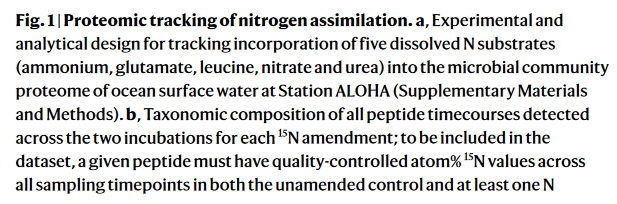 Fig. 1 | Proteomic tracking of nitrogen assimilation. a, Experimental and
analytical design for tracking incorporation of five dissolved N substrates
(ammonium, glutamate, leucine, nitrate and urea) into the microbial community
proteome of ocean surface water at Station ALOHA (Supplementary Materials
and Methods). b, Taxonomic composition of all peptide timecourses detected
across the two incubations for each ¹⁵N amendment; to be included in the
dataset, a given peptide must have quality-controlled atom% ¹⁵N values across
all sampling timepoints in both the unamended control and at least one N